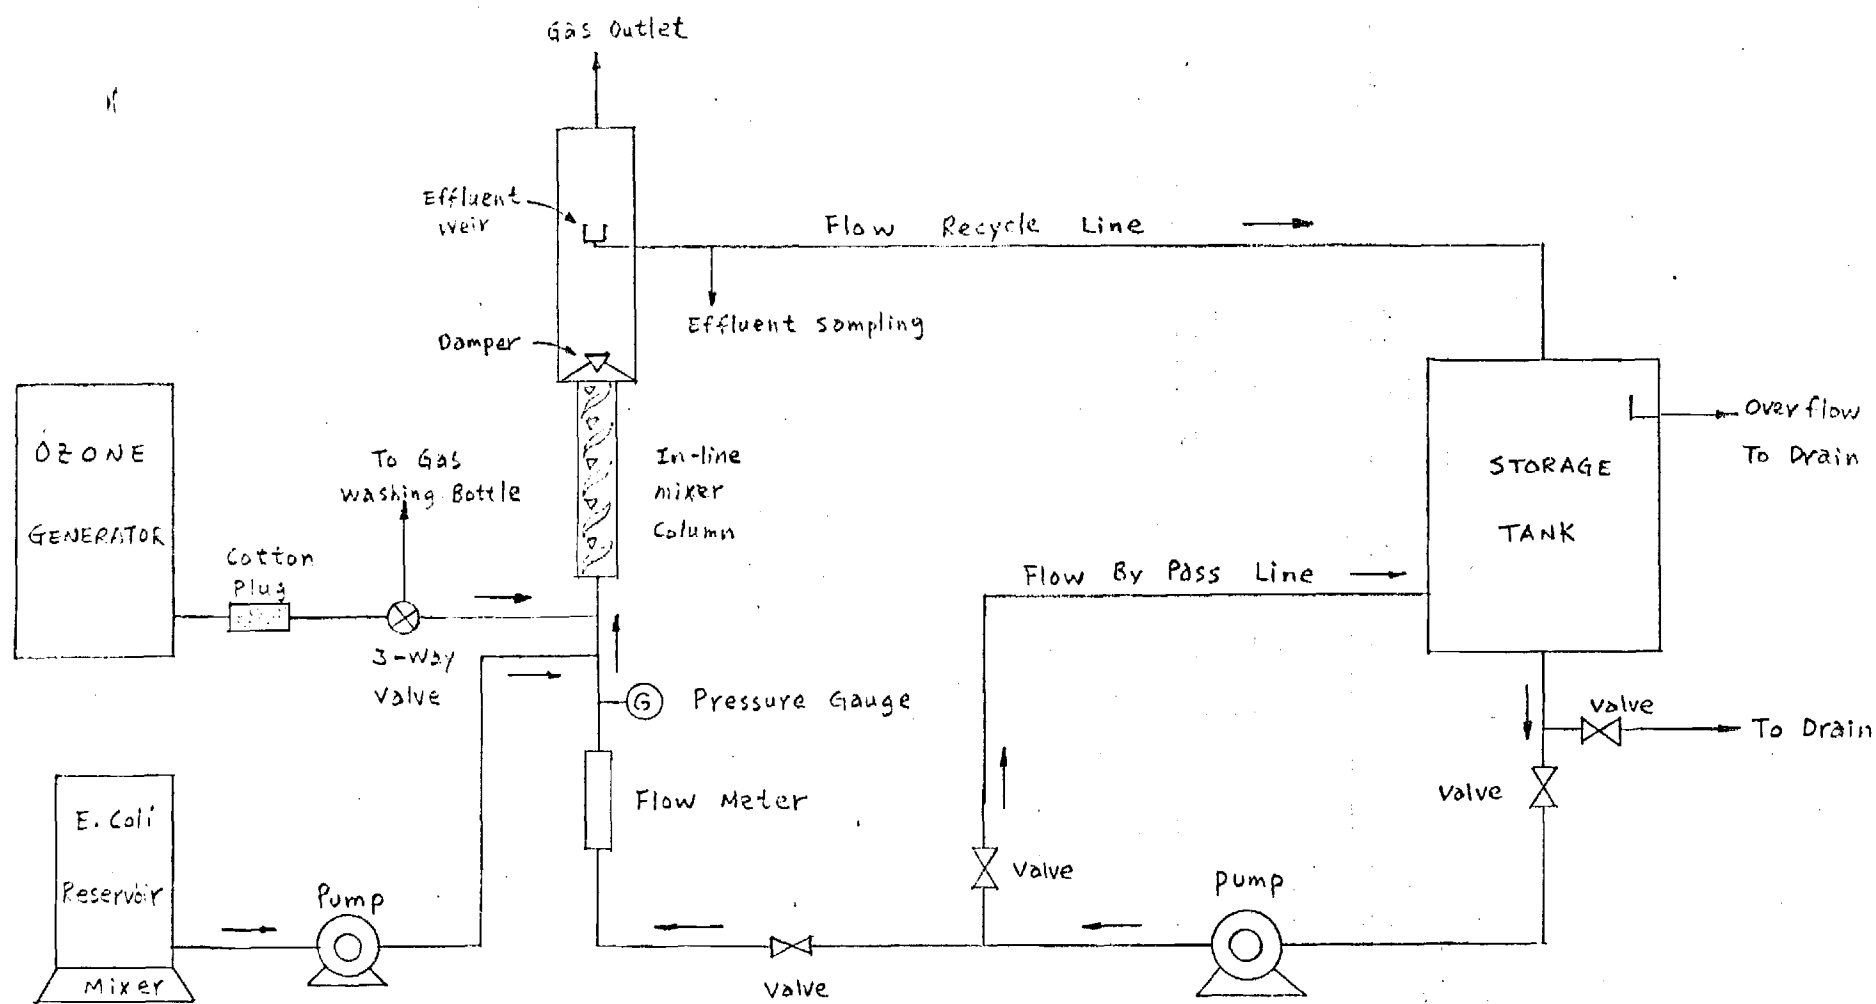 Gas Outlet
Effluent
Weir
Flow Recycle Line
Effluent Sampling
Damper
OZONE
GENERATOR
To Gas
Washing Bottle
In-line
mixer
Column
Over flow
To Drain
STORAGE
TANK
Cotton
Plug
Flow By Pass Line
3-Way
Valve
G
Pressure Gauge
Valve
To Drain
Valve
Flow Meter
E. Coli
Reservoir
Mixer
Pump
Valve
Pump
Valve